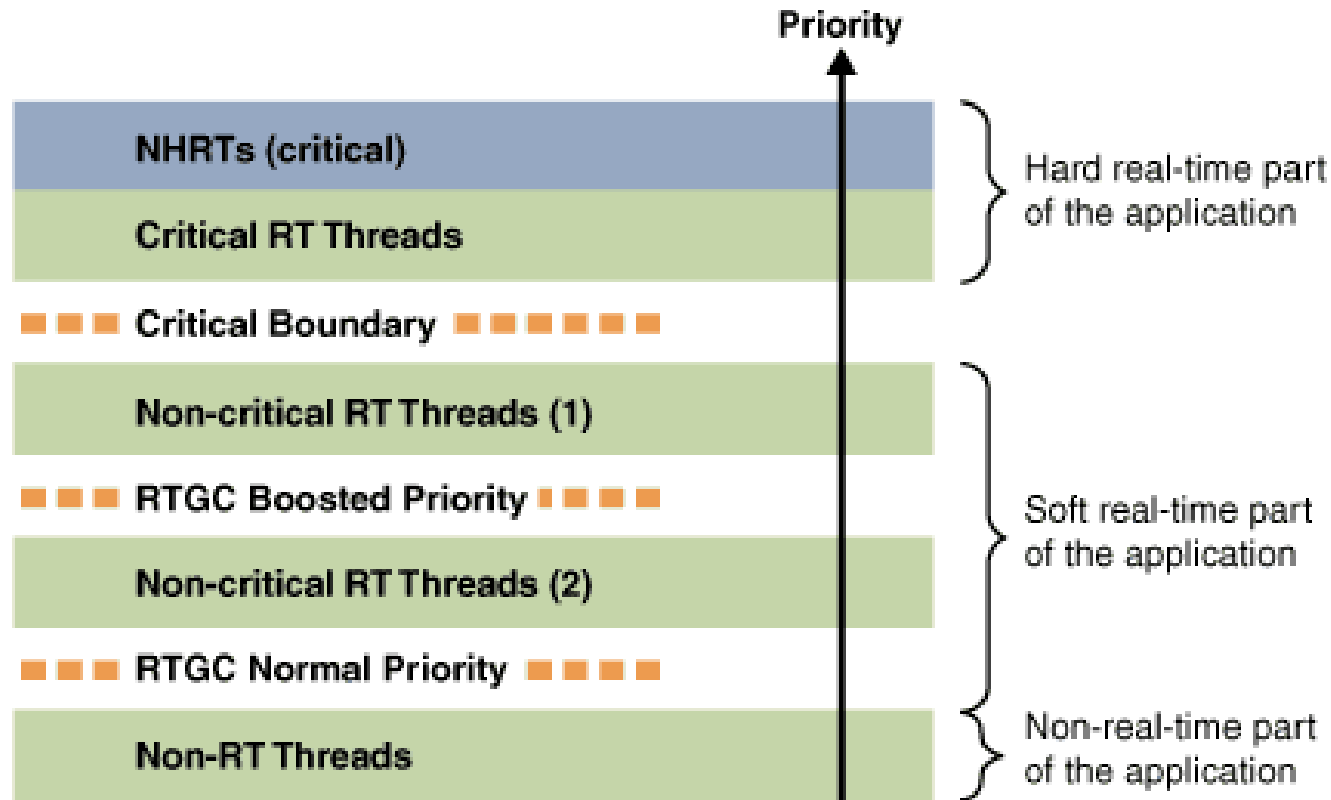 Priority
NHRTs (critical)
Critical RT Threads
Hard real-time part
of the application
Critical Boundary
Non-critical RT Threads (1)
RTGC Boosted Priority
Non-critical RT Threads (2)
RTGC Normal Priority
Soft real-time part
of the application
Non-RT Threads
Non-real-time part
of the application